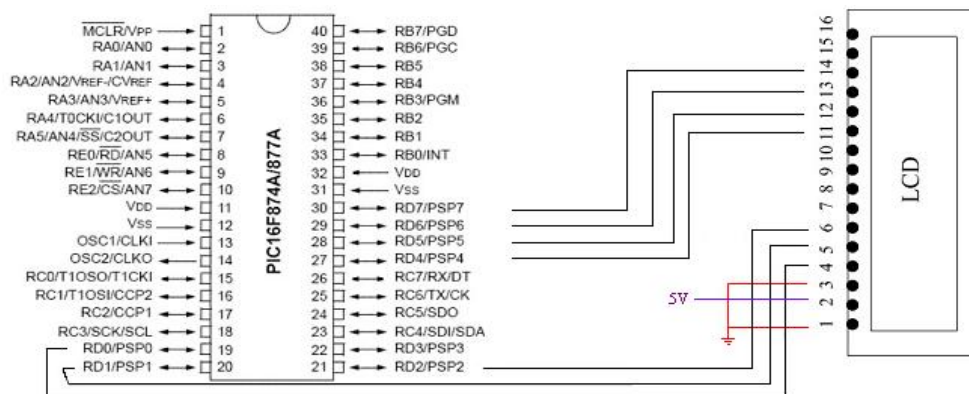 MCLR/VPP 1 40 RB7/PGD
RA0/AN0 2 39 RB6/PGC
RA1/AN1 3 38 RB5
RA2/AN2/VREF-/CVREF 4 37 RB4
RA3/AN3/VREF+ 5 36 RB3/PGM
RA4/T0CKI/C1OUT 6 35 RB2
RA5/AN4/SS/C2OUT 7 34 RB1
RE0/RD/AN5 8 33 RB0/INT
RE1/WR/AN6 9 32 VDD
RE2/CS/AN7 10 31 VSS
VDD 11 30 RD7/PSP7
VSS 12 29 RD6/PSP6
OSC1/CLKI 13 28 RD5/PSP5
OSC2/CLKO 14 27 RD4/PSP4
RC0/T1OSO/T1CKI 15 26 RC7/RX/DT
RC1/T1OSI/CCP2 16 25 RC6/TX/CK
RC2/CCP1 17 24 RC5/SDO
RC3/SCK/SCL 18 23 RC4/SDI/SDA
RD0/PSP0 19 22 RD3/PSP3
RD1/PSP1 20 21 RD2/PSP2
PIC16F874A/877A
5V
16
15
14
13
12
11
10
9
8
7
6
5
4
3
2
1
LCD